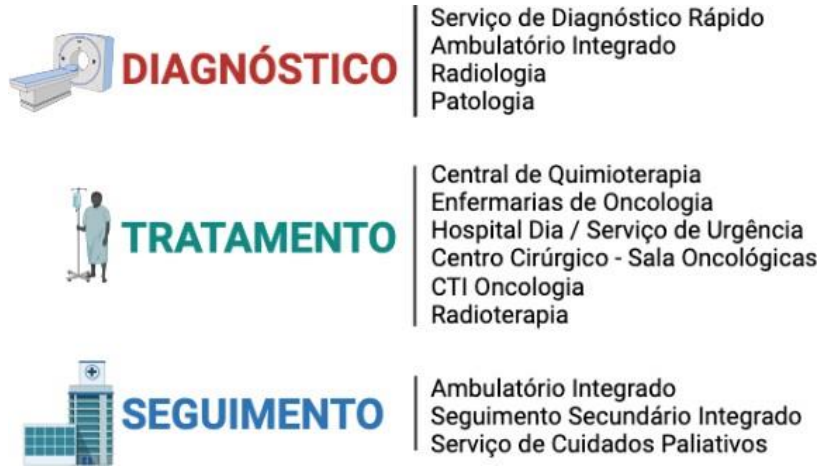 DIAGNÓSTICO
Serviço de Diagnóstico Rápido
Ambulatório Integrado
Radiologia
Patologia
TRATAMENTO
Central de Quimioterapia
Enfermarias de Oncologia
Hospital Dia / Serviço de Urgência
Centro Cirúrgico - Sala Oncológicas
CTI Oncologia
Radioterapia
SEGUIMENTO
Ambulatório Integrado
Seguimento Secundário Integrado
Serviço de Cuidados Paliativos